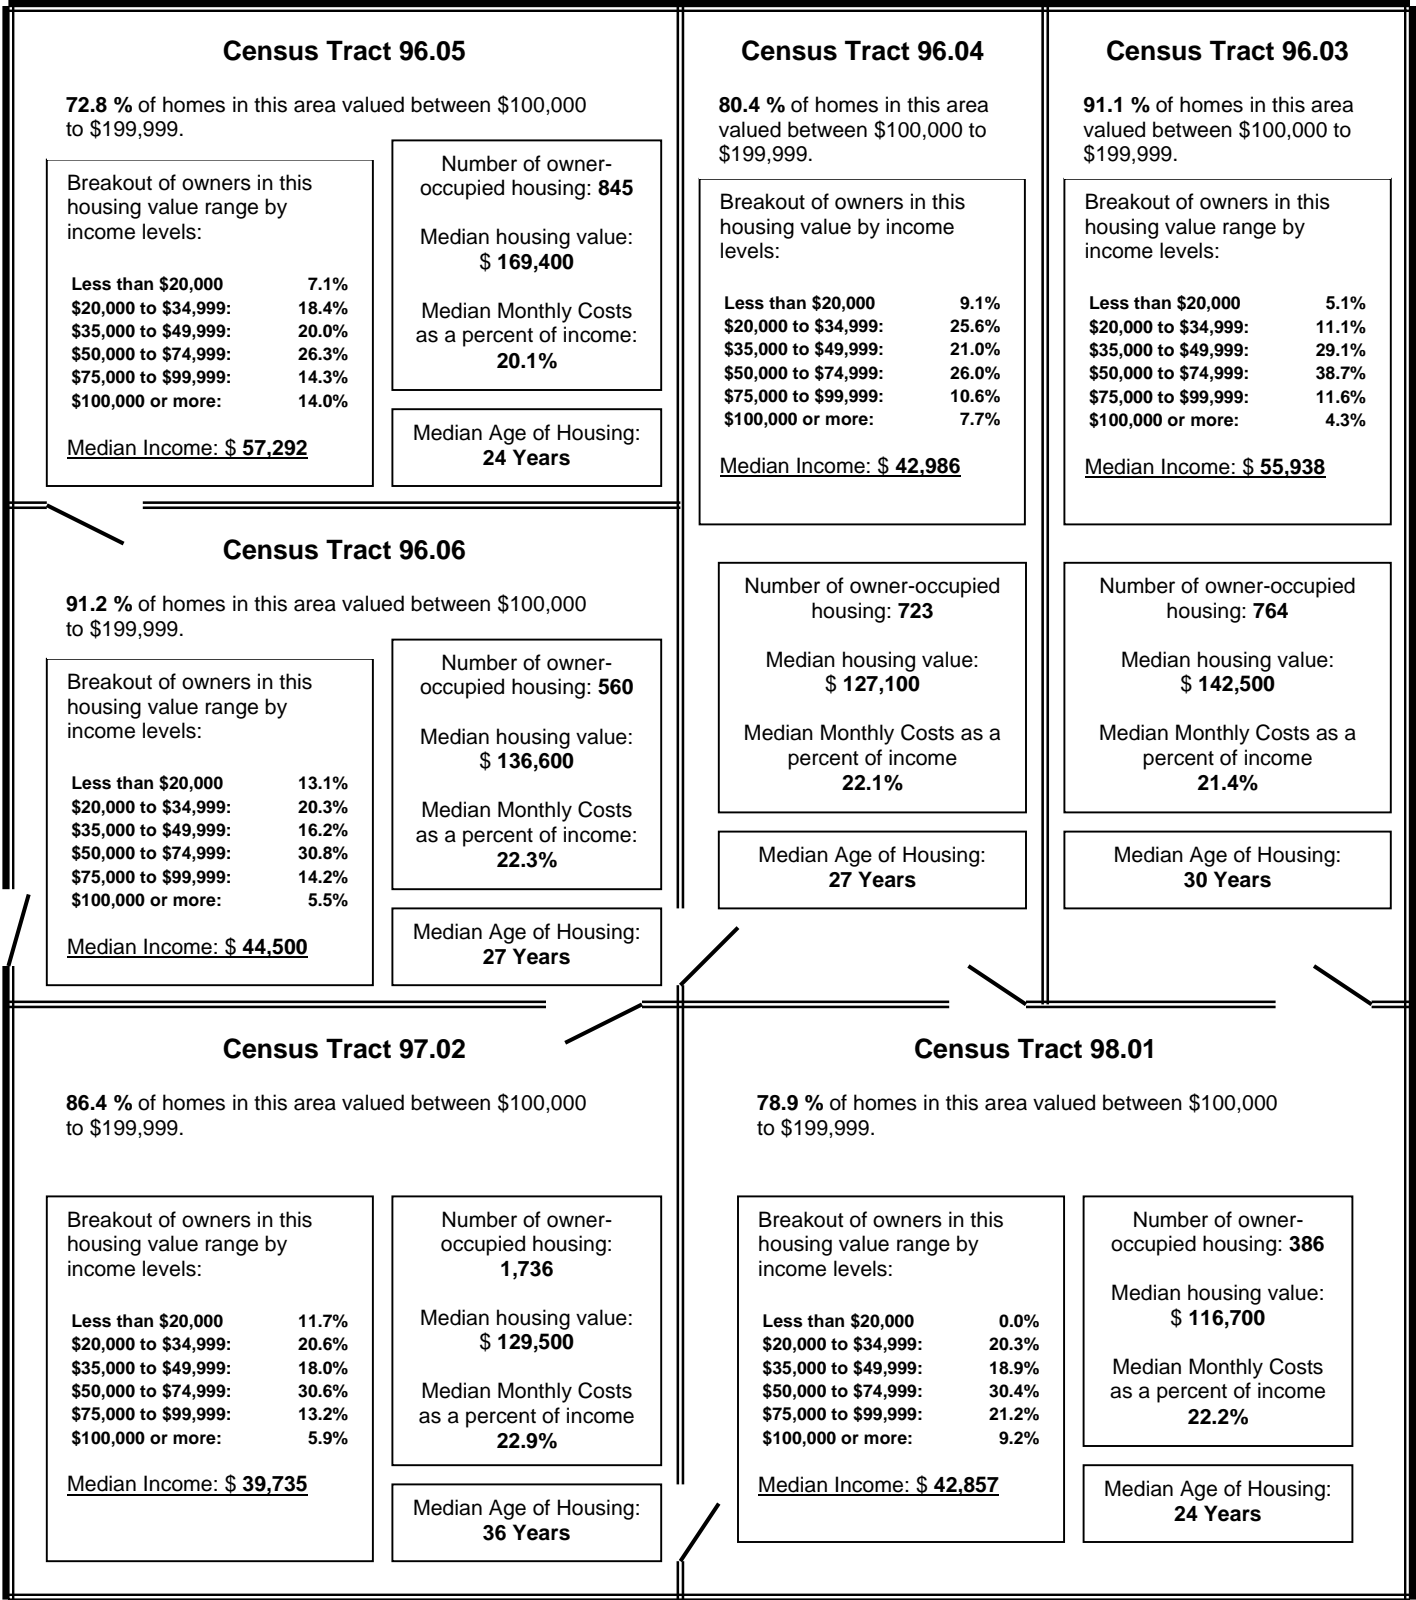 Census Tract 96.05
72.8 % of homes in this area valued between $100,000
to $199,999.
Breakout of owners in this
housing value range by
income levels:
Less than $20,000 7.1%
$20,000 to $34,999: 18.4%
$35,000 to $49,999: 20.0%
$50,000 to $74,999: 26.3%
$75,000 to $99,999: 14.3%
$100,000 or more: 14.0%
Median Income: $ 57,292
Number of owner-
occupied housing: 845
Median housing value:
$ 169,400
Median Monthly Costs
as a percent of income:
20.1%
Median Age of Housing:
24 Years
Census Tract 96.04
80.4 % of homes in this area
valued between $100,000 to
$199,999.
Breakout of owners in this
housing value by income
levels:
Less than $20,000 9.1%
$20,000 to $34,999: 25.6%
$35,000 to $49,999: 21.0%
$50,000 to $74,999: 26.0%
$75,000 to $99,999: 10.6%
$100,000 or more: 7.7%
Median Income: $ 42,986
Number of owner-occupied
housing: 723
Median housing value:
$ 127,100
Median Monthly Costs as a
percent of income
22.1%
Median Age of Housing:
27 Years
Census Tract 96.03
91.1 % of homes in this area
valued between $100,000 to
$199,999.
Breakout of owners in this
housing value range by
income levels:
Less than $20,000 5.1%
$20,000 to $34,999: 11.1%
$35,000 to $49,999: 29.1%
$50,000 to $74,999: 38.7%
$75,000 to $99,999: 11.6%
$100,000 or more: 4.3%
Median Income: $ 55,938
Number of owner-occupied
housing: 764
Median housing value:
$ 142,500
Median Monthly Costs as a
percent of income
21.4%
Median Age of Housing:
30 Years
Census Tract 96.06
91.2 % of homes in this area valued between $100,000
to $199,999.
Breakout of owners in this
housing value range by
income levels:
Less than $20,000 13.1%
$20,000 to $34,999: 20.3%
$35,000 to $49,999: 16.2%
$50,000 to $74,999: 30.8%
$75,000 to $99,999: 14.2%
$100,000 or more: 5.5%
Median Income: $ 44,500
Number of owner-
occupied housing: 560
Median housing value:
$ 136,600
Median Monthly Costs
as a percent of income:
22.3%
Median Age of Housing:
27 Years
Census Tract 97.02
86.4 % of homes in this area valued between $100,000
to $199,999.
Breakout of owners in this
housing value range by
income levels:
Less than $20,000 11.7%
$20,000 to $34,999: 20.6%
$35,000 to $49,999: 18.0%
$50,000 to $74,999: 30.6%
$75,000 to $99,999: 13.2%
$100,000 or more: 5.9%
Median Income: $ 39,735
Number of owner-
occupied housing:
1,736
Median housing value:
$ 129,500
Median Monthly Costs
as a percent of income
22.9%
Median Age of Housing:
36 Years
Census Tract 98.01
78.9 % of homes in this area valued between $100,000
to $199,999.
Breakout of owners in this
housing value range by
income levels:
Less than $20,000 0.0%
$20,000 to $34,999: 20.3%
$35,000 to $49,999: 18.9%
$50,000 to $74,999: 30.4%
$75,000 to $99,999: 21.2%
$100,000 or more: 9.2%
Median Income: $ 42,857
Number of owner-
occupied housing: 386
Median housing value:
$ 116,700
Median Monthly Costs
as a percent of income
22.2%
Median Age of Housing:
24 Years